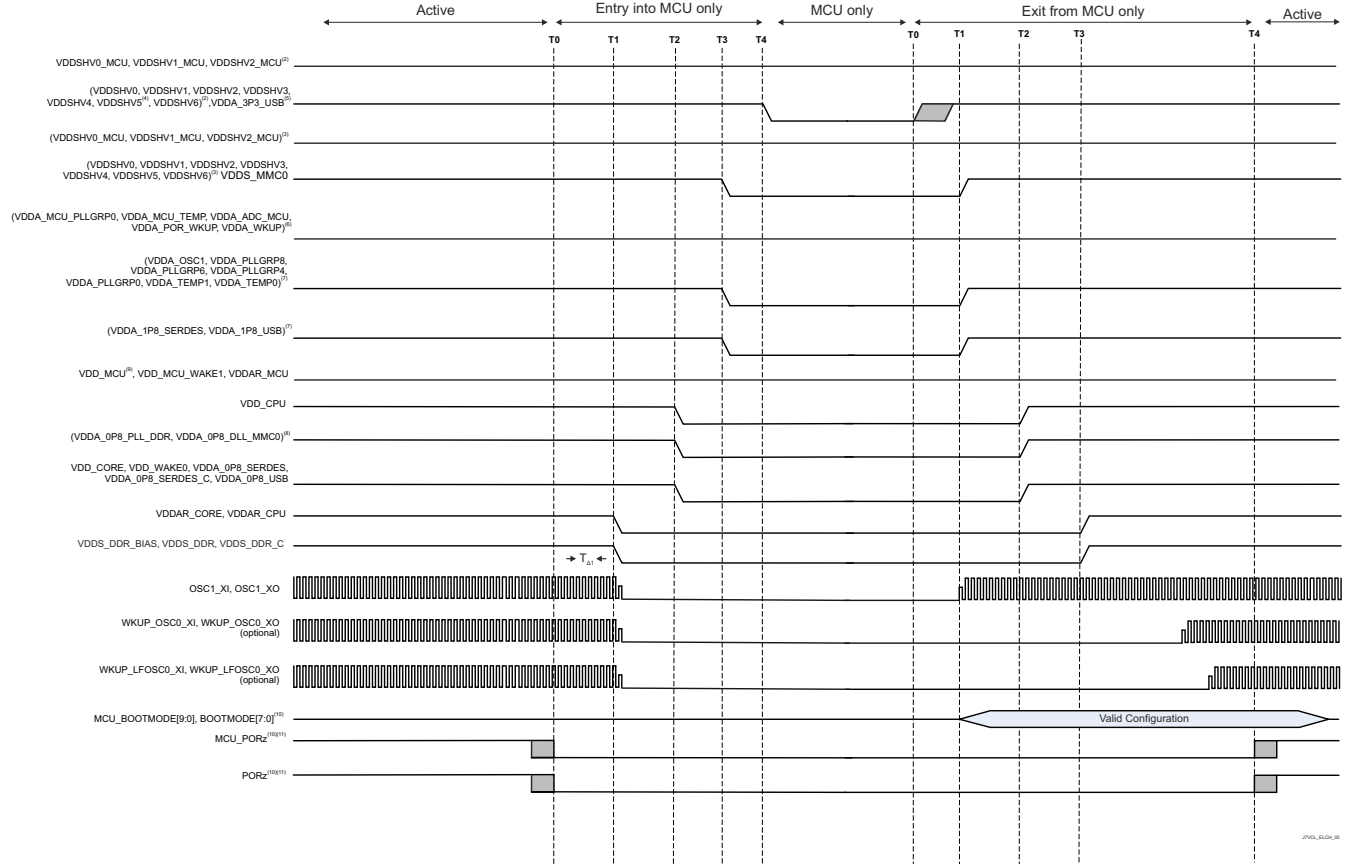 Active
Entry into MCU only
MCU only
Exit from MCU only
Active
T0
T1
T2
T3
T4
T0
T1
T2
T3
T4
VDDSHV0_MCU, VDDSHV1_MCU, VDDSHV2_MCU(2)
(VDDSHV0, VDDSHV1, VDDSHV2, VDDSHV3,
VDDSHV4, VDDSHV5(4), VDDSHV6)(2),VDDA_3P3_USB(5)
(VDDSHV0_MCU, VDDSHV1_MCU, VDDSHV2_MCU)(3)
(VDDSHV0, VDDSHV1, VDDSHV2, VDDSHV3,
VDDSHV4, VDDSHV5, VDDSHV6)(3) VDDS_MMC0
(VDDA_MCU_PLLGRP0, VDDA_MCU_TEMP, VDDA_ADC_MCU,
VDDA_POR_WKUP, VDDA_WKUP)(6)
(VDDA_OSC1, VDDA_PLLGRP8,
VDDA_PLLGRP6, VDDA_PLLGRP4,
VDDA_PLLGRP0, VDDA_TEMP1, VDDA_TEMP0)(7)
(VDDA_1P8_SERDES, VDDA_1P8_USB)(7)
VDD_MCU(9), VDD_MCU_WAKE1, VDDAR_MCU
VDD_CPU
(VDDA_0P8_PLL_DDR, VDDA_0P8_DLL_MMC0)(8)
VDD_CORE, VDD_WAKE0, VDDA_0P8_SERDES,
VDDA_0P8_SERDES_C, VDDA_0P8_USB
VDDAR_CORE, VDDAR_CPU
VDDS_DDR_BIAS, VDDS_DDR, VDDS_DDR_C
TΔ1
OSC1_XI, OSC1_XO
WKUP_OSC0_XI, WKUP_OSC0_XO
(optional)
WKUP_LFOSC0_XI, WKUP_LFOSC0_XO
(optional)
MCU_BOOTMODE[9:0], BOOTMODE[7:0](10)
Valid Configuration
MCU_PORz(10)(11)
PORz(10)(11)
J7VCL_ELCH_05